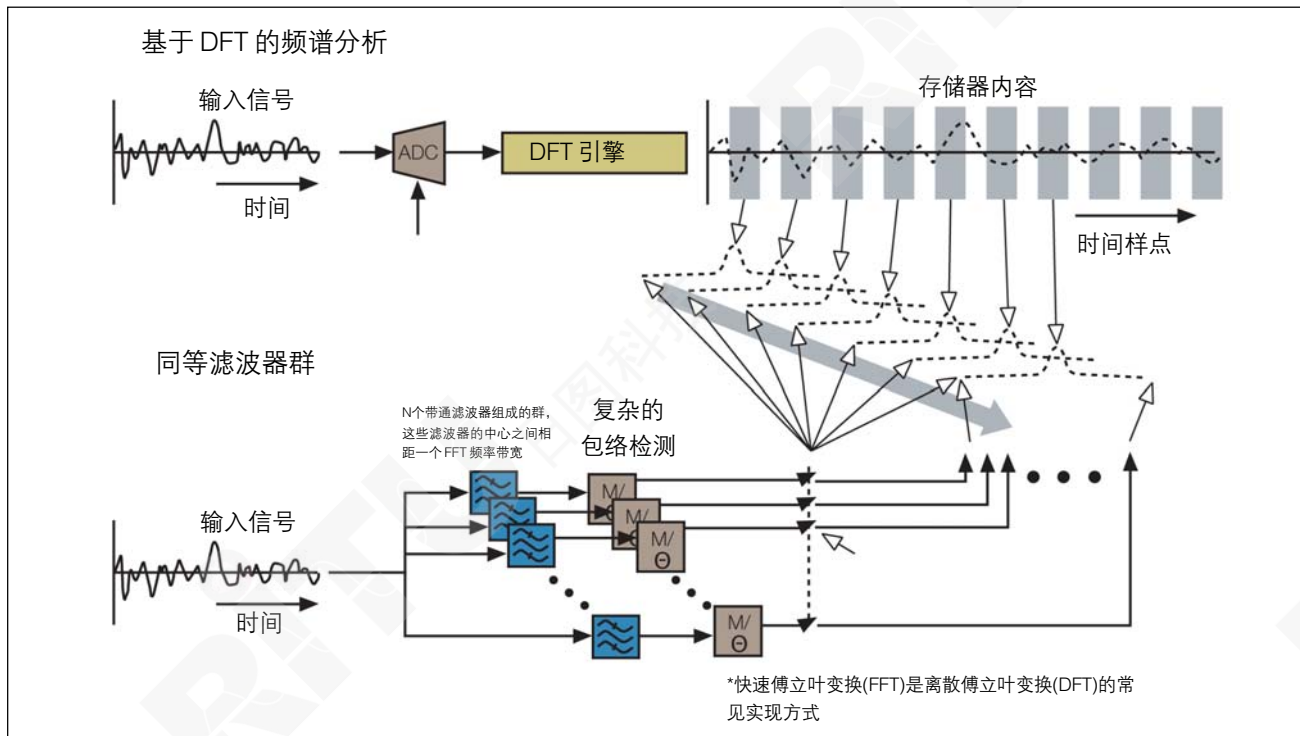 基于 DFT 的频谱分析
输入信号
时间
ADC
DFT 引擎
存储器内容
时间样点
同等滤波器群
N个带通滤波器组成的群，
这些滤波器的中心之间相
距一个 FFT 频率带宽
复杂的
包络检测
输入信号
时间
M/
M/
M/
Θ
M/
Θ
*快速傅立叶变换(FFT)是离散傅立叶变换(DFT)的常
见实现方式